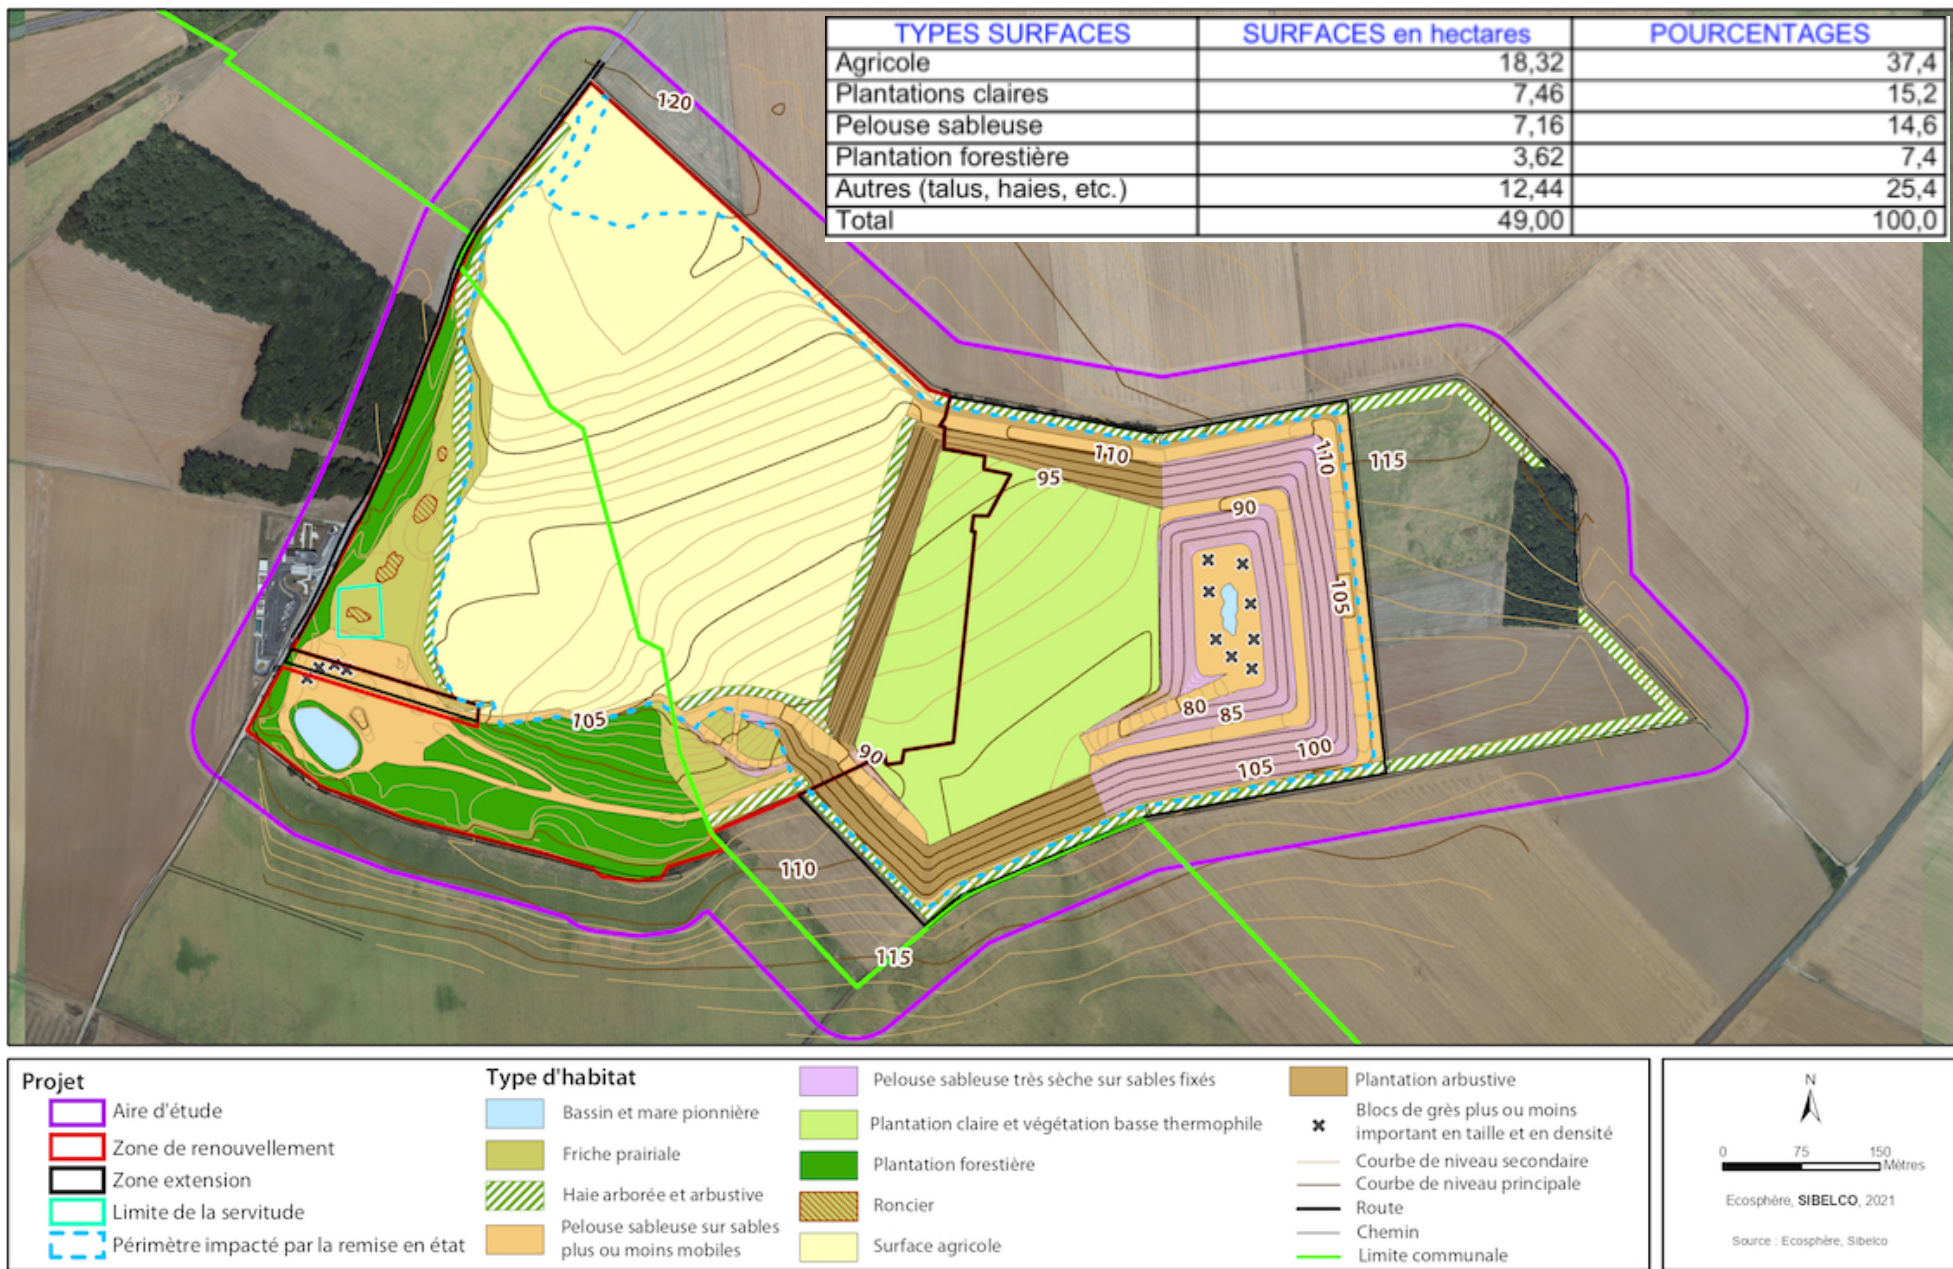 TYPES SURFACES SURFACES en hectares POURCENTAGES
Agricole 18,32 37,4
Plantations claires 7,46 15,2
Pelouse sableuse 7,16 14,6
Plantation forestière 3,62 7,4
Autres (talus, haies, etc.) 12,44 25,4
Total 49,00 100,0
120
110
110
115
95
90
105
80
85
100
105
105
90
110
115
Projet
Aire d'étude
Zone de renouvellement
Zone extension
Limite de la servitude
Périmètre impacté par la remise en état
Type d'habitat
Bassin et mare pionnière
Friche prairiale
Haie arborée et arbustive
Pelouse sableuse sur sables
plus ou moins mobiles
Pelouse sableuse très sèche sur sables fixés
Plantation claire et végétation basse thermophile
Plantation forestière
Roncier
Surface agricole
Plantation arbustive
Blocs de grès plus ou moins
important en taille et en densité
Courbe de niveau secondaire
Courbe de niveau principale
Route
Chemin
Limite communale
N
0 75 150
Mètres
Ecosphère, SIBELCO, 2021
Source : Ecosphère, Sibelco